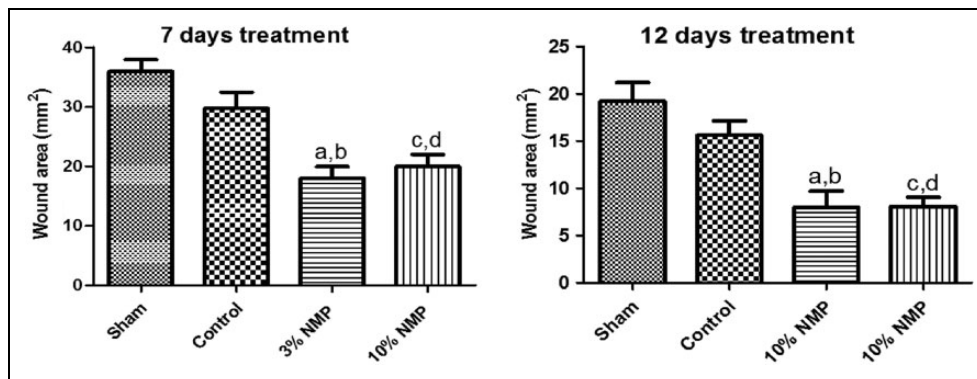 7 days treatment
Wound area (mm²)
40
30
20
10
0
a,b
c,d
Sham
Control
3% NMP
10% NMP
12 days treatment
Wound area (mm²)
25
20
15
10
5
0
a,b
c,d
Sham
Control
10% NMP
10% NMP